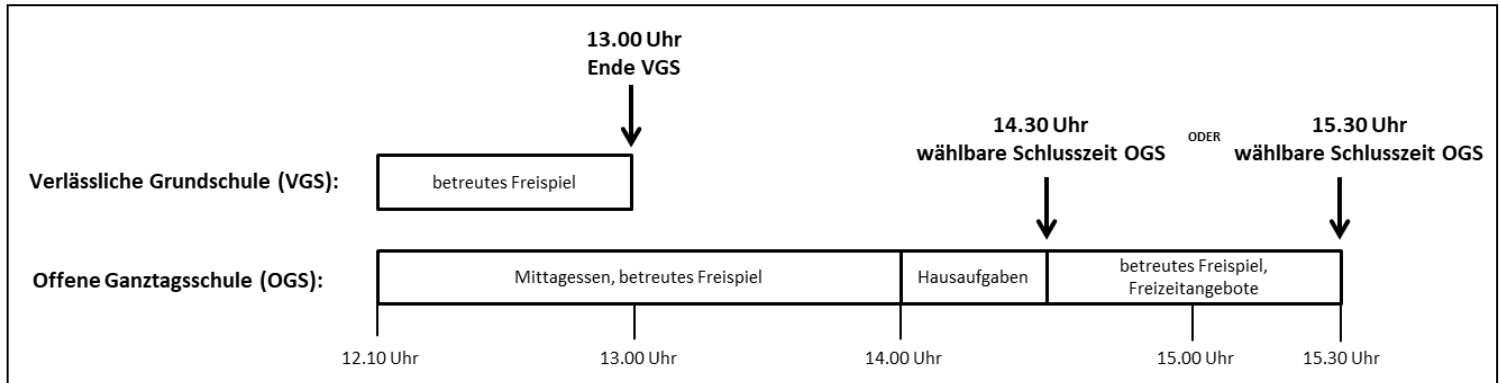 13.00 Uhr
Ende VGS
14.30 Uhr
wählbare Schlusszeit OGS
ODER
15.30 Uhr
wählbare Schlusszeit OGS
Verlässliche Grundschule (VGS):
betreutes Freispiel
Offene Ganztagsschule (OGS):
Mittagessen, betreutes Freispiel
Hausaufgaben
betreutes Freispiel,
Freizeitangebote
12.10 Uhr
13.00 Uhr
14.00 Uhr
15.00 Uhr
15.30 Uhr